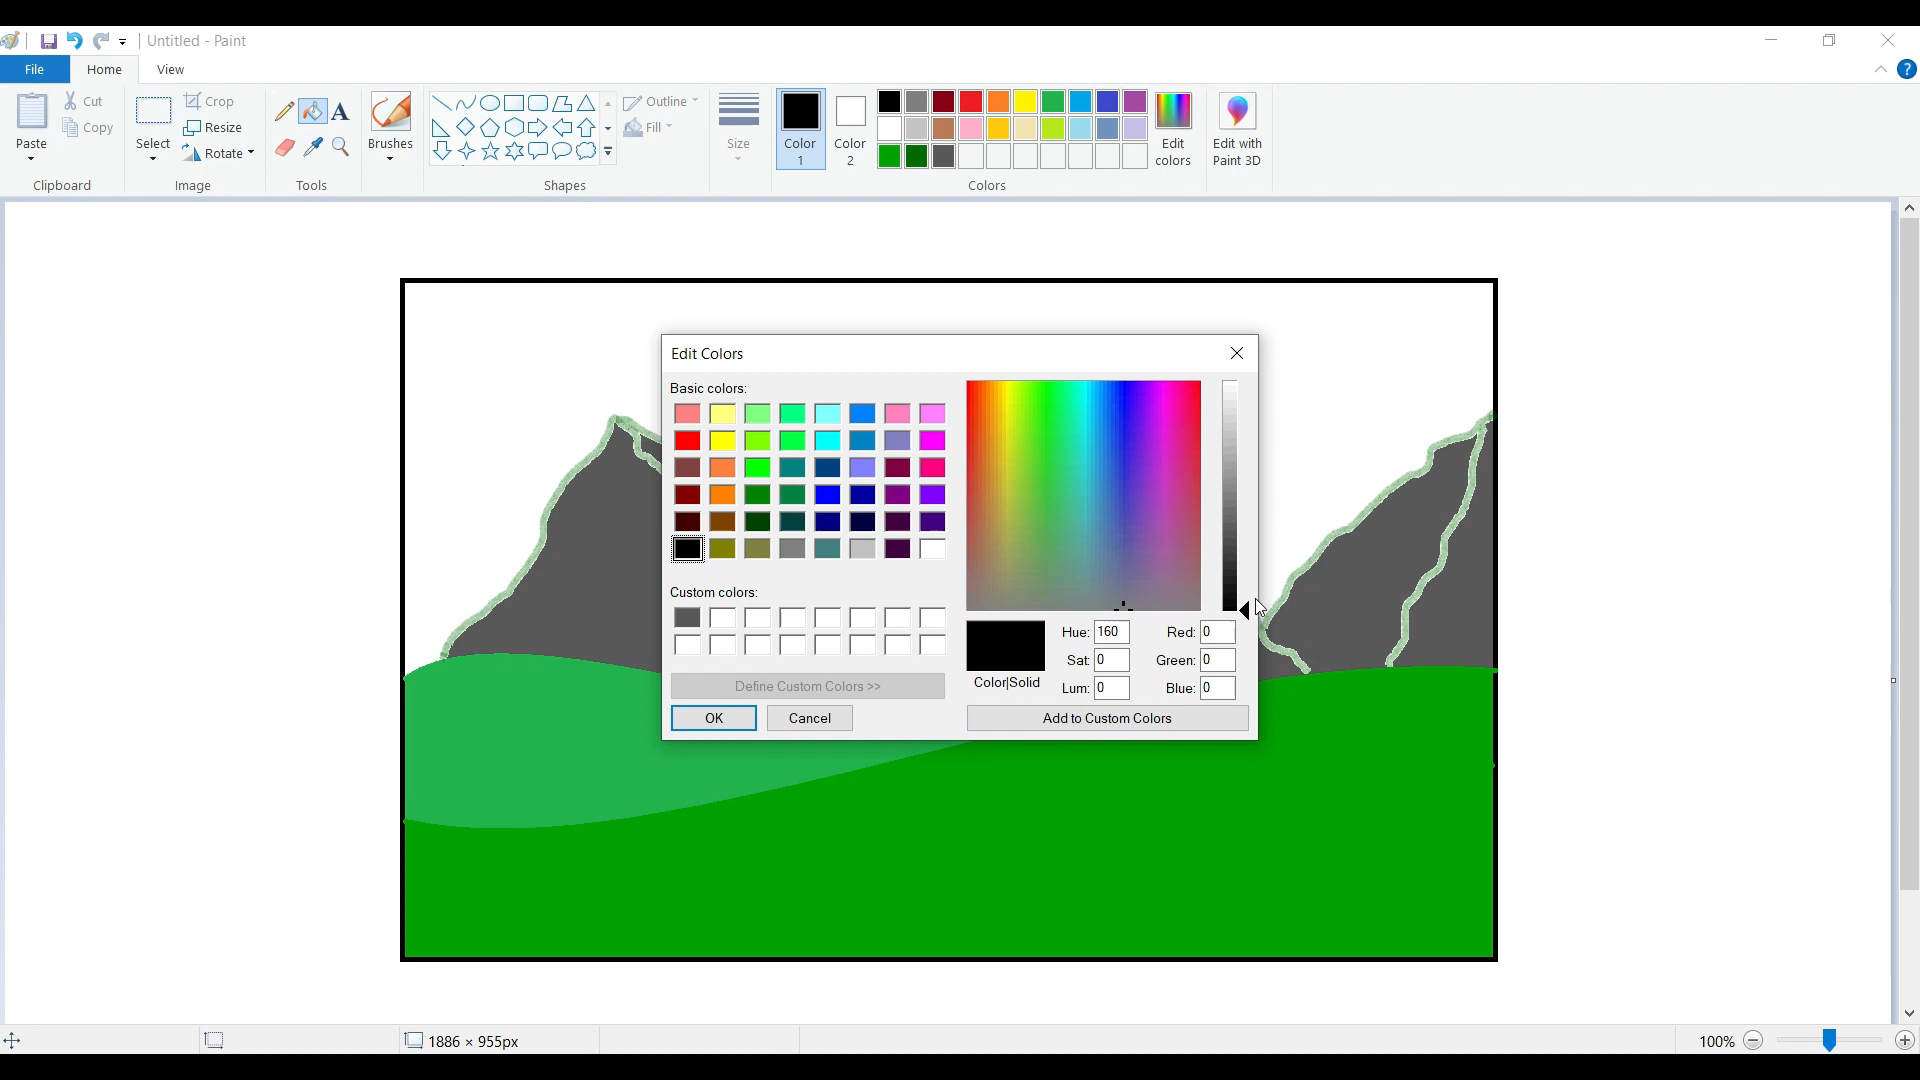 Untitled - Paint
File Home View
Paste
Cut
Copy
Clipboard
Select
Crop
Resize
Rotate
Image
A
Tools
Brushes
Shapes
Outline
Fill
Size
Color 1
Color 2
Colors
Edit colors
Edit with Paint 3D
?
Edit Colors
Basic colors:
Custom colors:
Define Custom Colors >>
OK Cancel
Color|Solid
Hue: 160 Red: 0
Sat: 0 Green: 0
Lum: 0 Blue: 0
Add to Custom Colors
1886 × 955px
100%